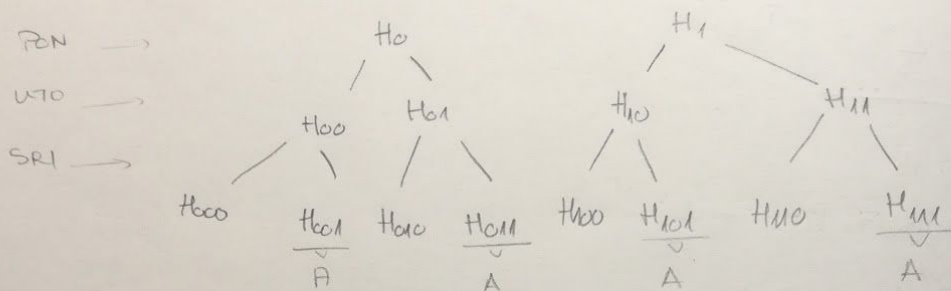 PON → H0 H1
UTO → H00 H01 H10 H11
SRI → H000 H001 H010 H011 H100 H101 H110 H111
A A A A